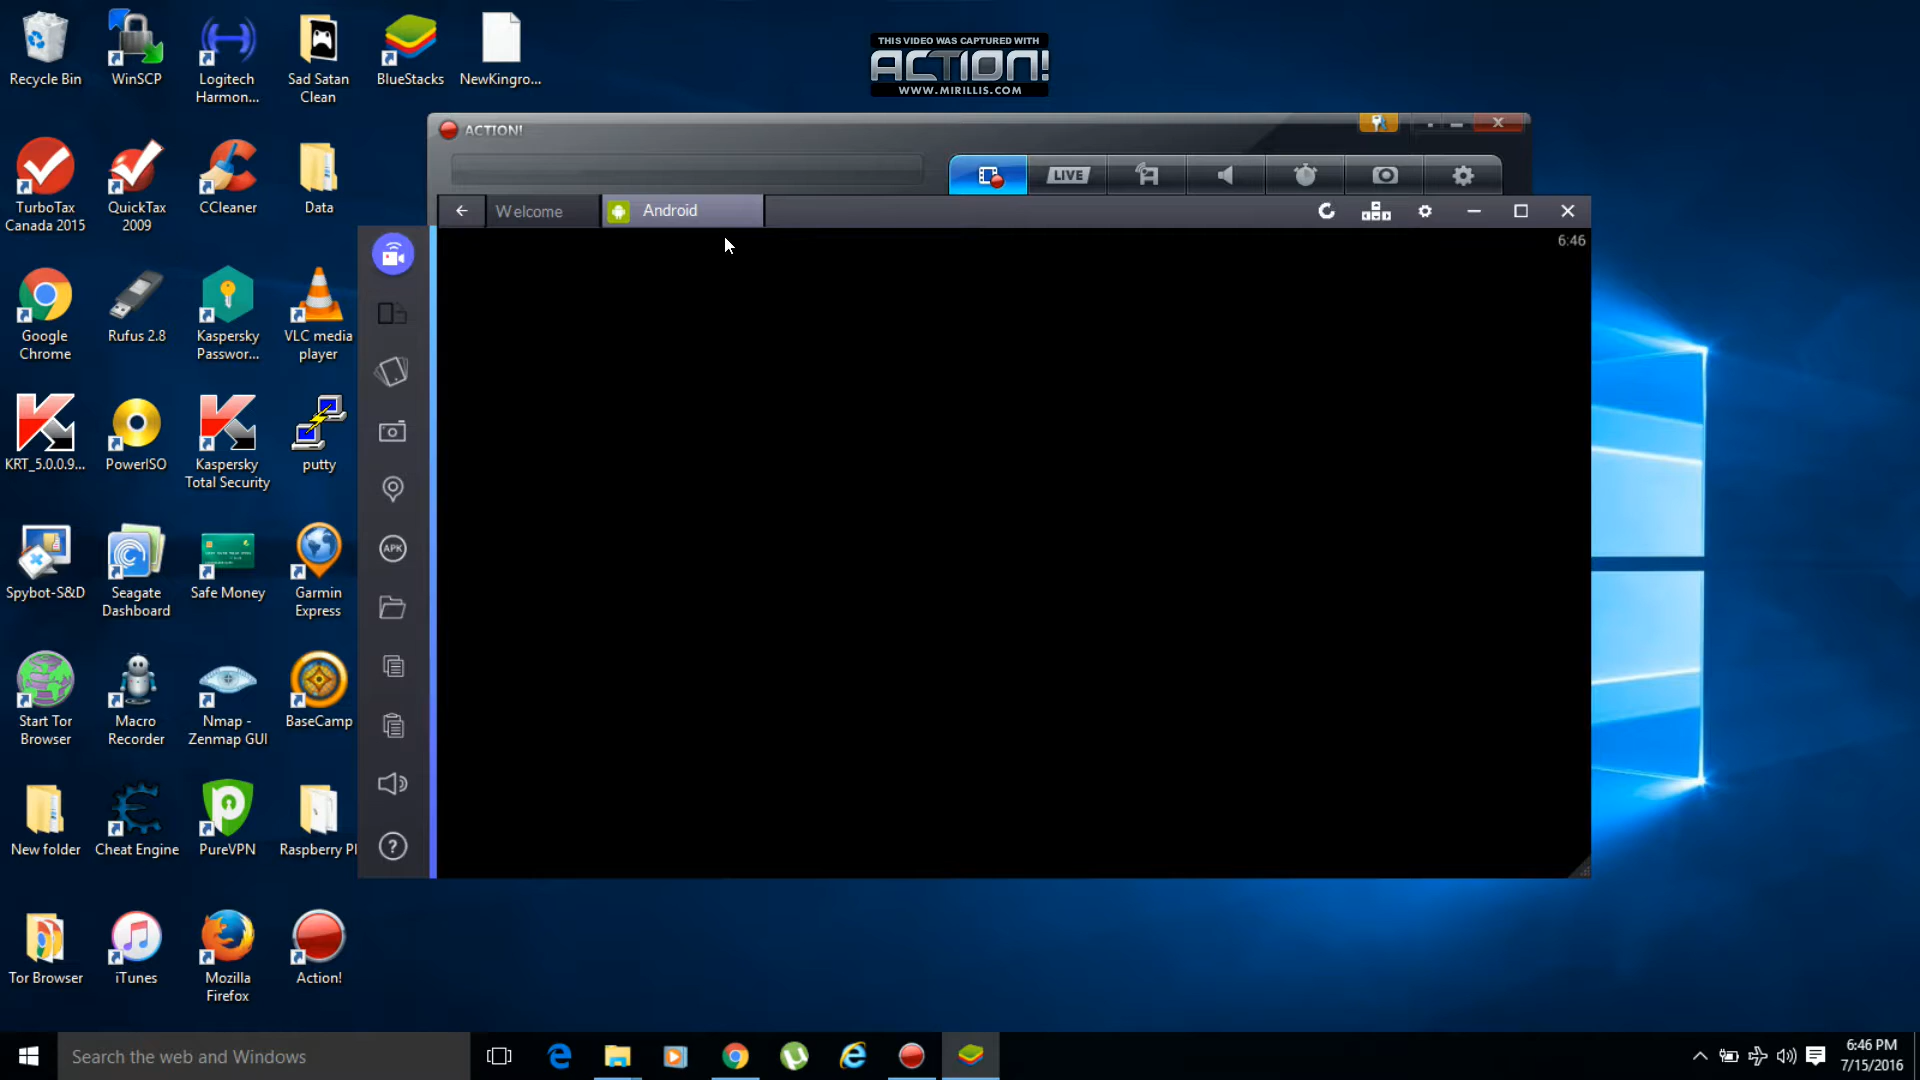 Recycle Bin
WinSCP
Logitech
Harmon...
Sad Satan
Clean
BlueStacks
NewKingro...
THIS VIDEO WAS CAPTURED WITH
ACTION!
WWW.MIRILLIS.COM
ACTION!
LIVE
Welcome
Android
6:46
TurboTax
Canada 2015
QuickTax
2009
CCleaner
Data
Google
Chrome
Rufus 2.8
Kaspersky
Passwor...
VLC media
player
KRT_5.0.0.9...
PowerISO
Kaspersky
Total Security
putty
APK
Spybot-S&D
Seagate
Dashboard
Safe Money
Garmin
Express
Start Tor
Browser
Macro
Recorder
Nmap -
Zenmap GUI
BaseCamp
New folder
Cheat Engine
PureVPN
Raspberry PI
?
Tor Browser
iTunes
Mozilla
Firefox
Action!
Search the web and Windows
6:46 PM
7/15/2016